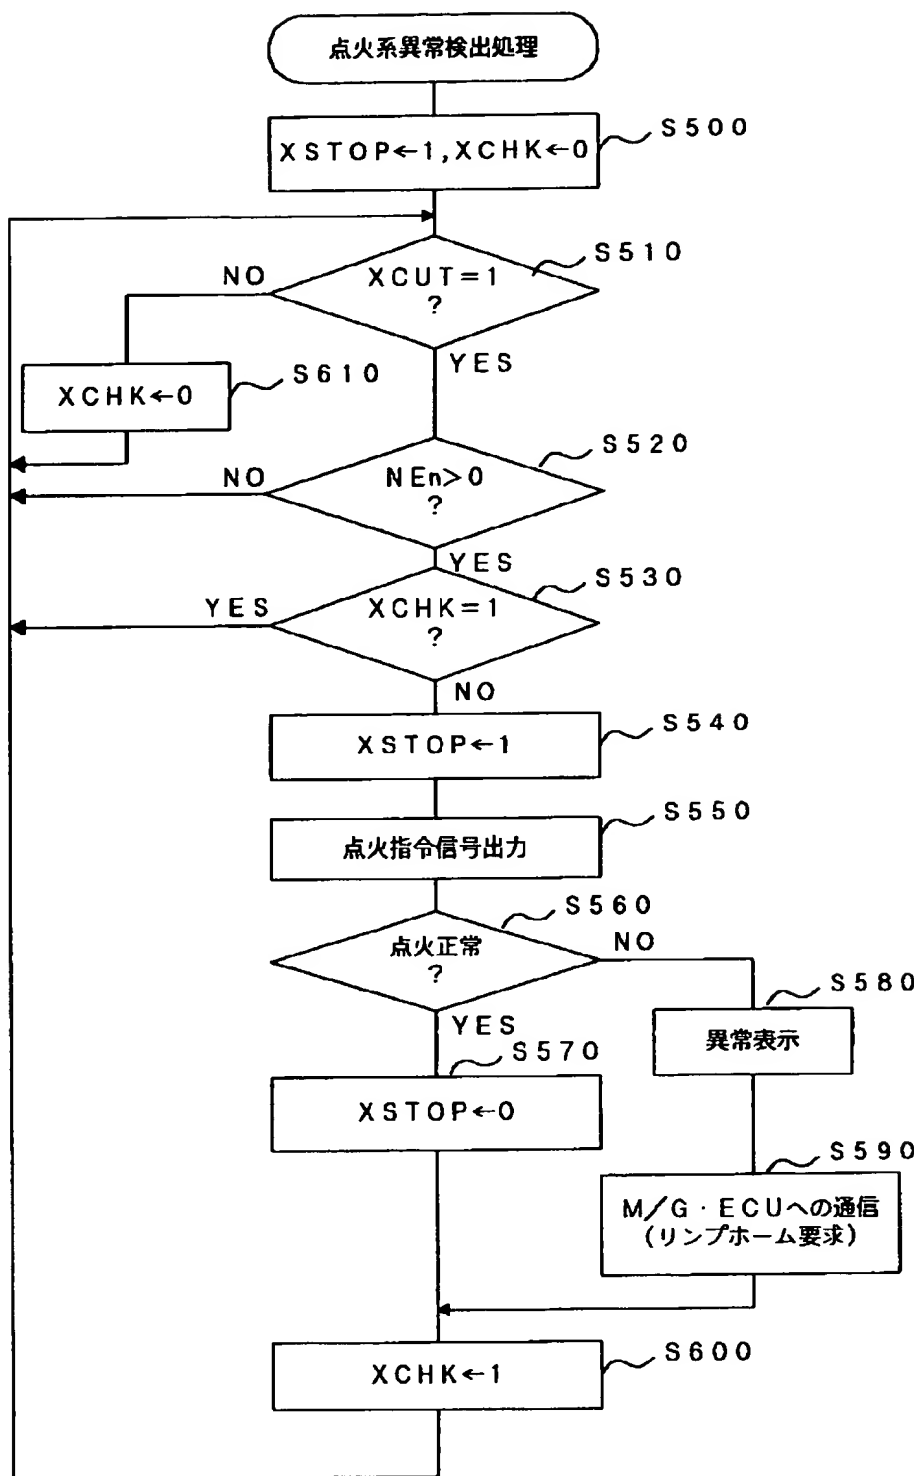 点火系異常検出処理
XSTOP←1,XCHK←0
S500
XCUT=1
?
S510
NO
YES
XCHK←0
S610
NEn>0
?
S520
NO
YES
XCHK=1
?
S530
YES
NO
XSTOP←1
S540
点火指令信号出力
S550
点火正常
?
S560
NO
YES
異常表示
S580
XSTOP←0
S570
M/G・ECUへの通信
(リンプホーム要求)
S590
XCHK←1
S600